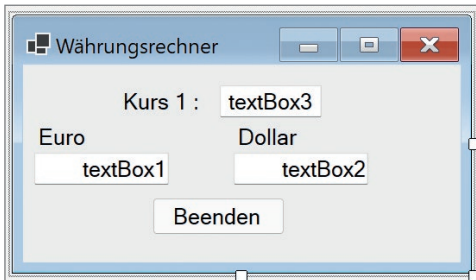 Währungsrechner
Kurs 1 : textBox3
Euro Dollar
textBox1 textBox2
Beenden